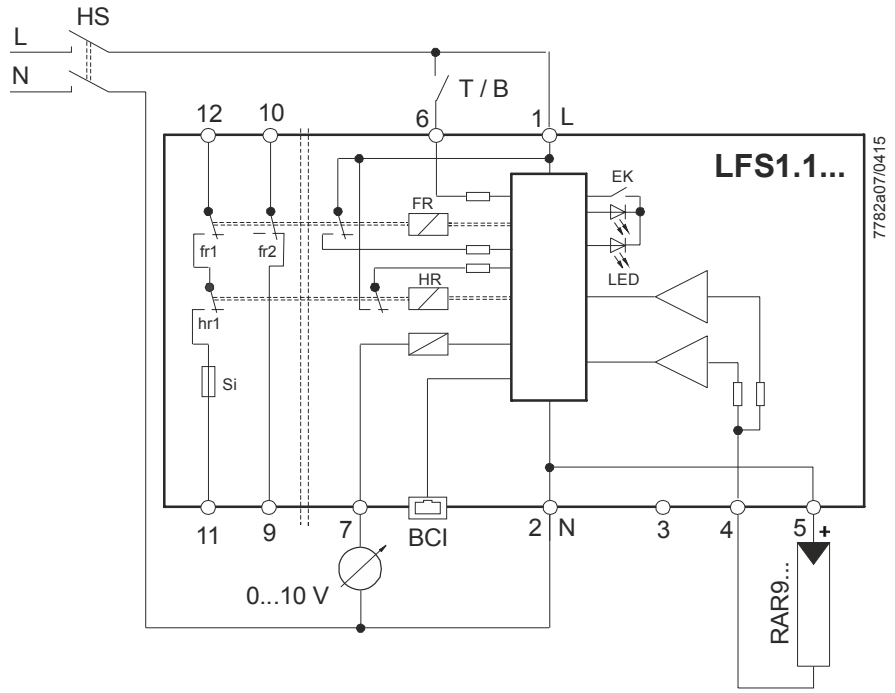 HS
L
N
T / B
12
10
6
1
L
LFS1.1...
7782a07/0415
EK
FR
fr1
fr2
LED
HR
hr1
Si
11
9
7
BCI
2
N
3
4
5
+
0...10 V
RAR9...